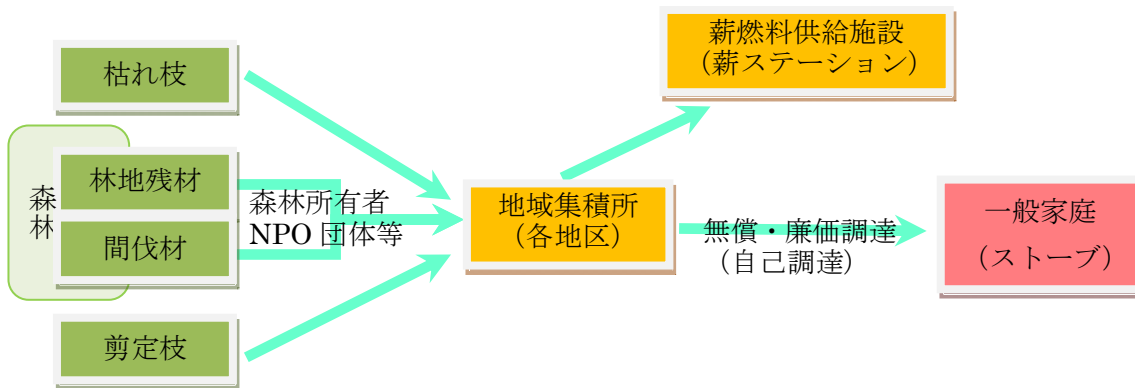 薪燃料供給施設
（薪ステーション）
枯れ枝
森
林
林地残材
間伐材
森林所有者
NPO 団体等
地域集積所
（各地区）
無償・廉価調達
（自己調達）
一般家庭
（ストーブ）
剪定枝